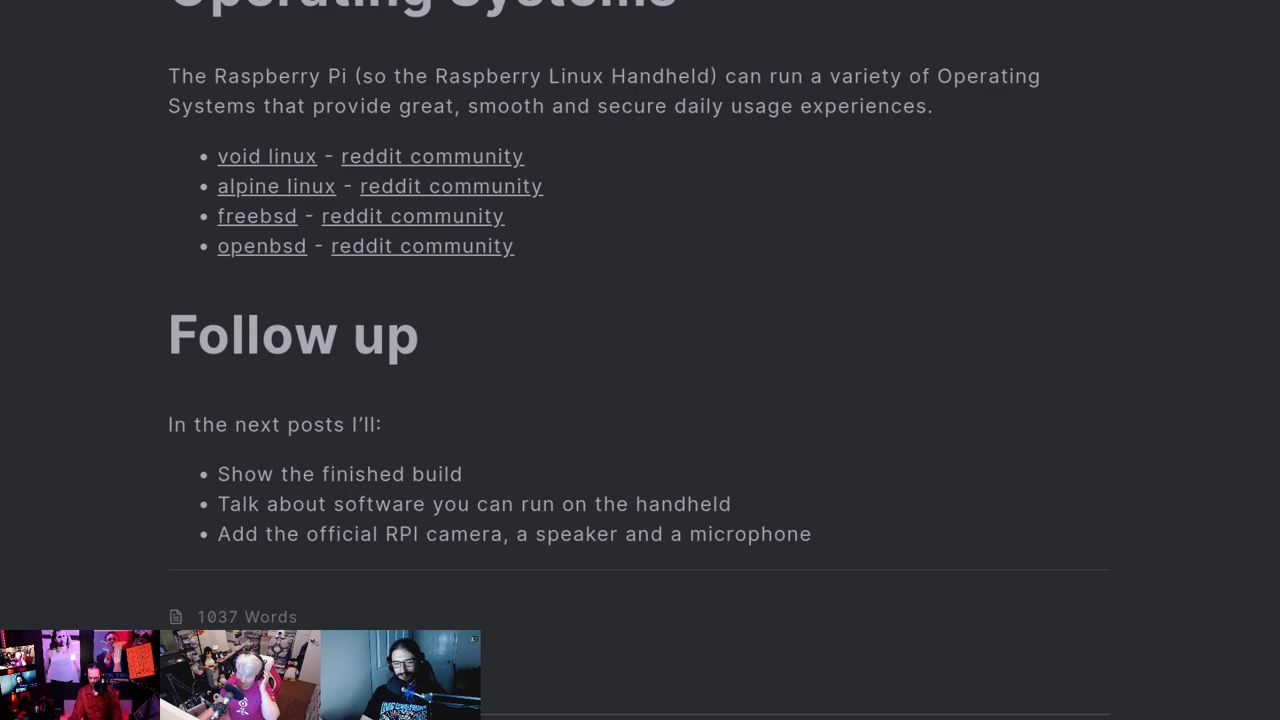 Operating Systems
The Raspberry Pi (so the Raspberry Linux Handheld) can run a variety of Operating
Systems that provide great, smooth and secure daily usage experiences.
• void linux - reddit community
• alpine linux - reddit community
• freebsd - reddit community
• openbsd - reddit community
Follow up
In the next posts I’ll:
• Show the finished build
• Talk about software you can run on the handheld
• Add the official RPI camera, a speaker and a microphone
1037 Words